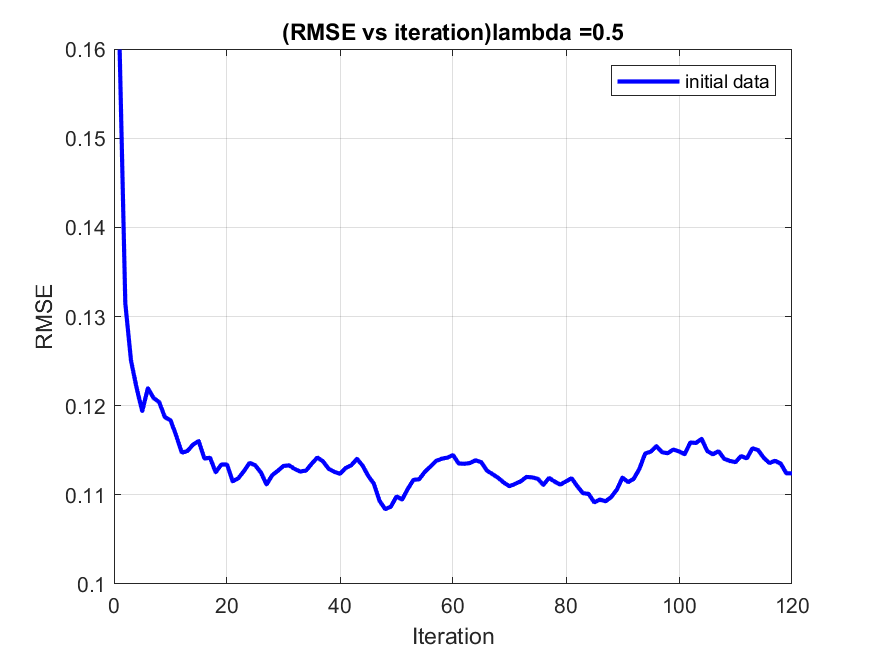 (RMSE vs iteration)lambda =0.5
initial data
0.16
0.15
0.14
0.13
0.12
0.11
0.1
RMSE
0 20 40 60 80 100 120
Iteration